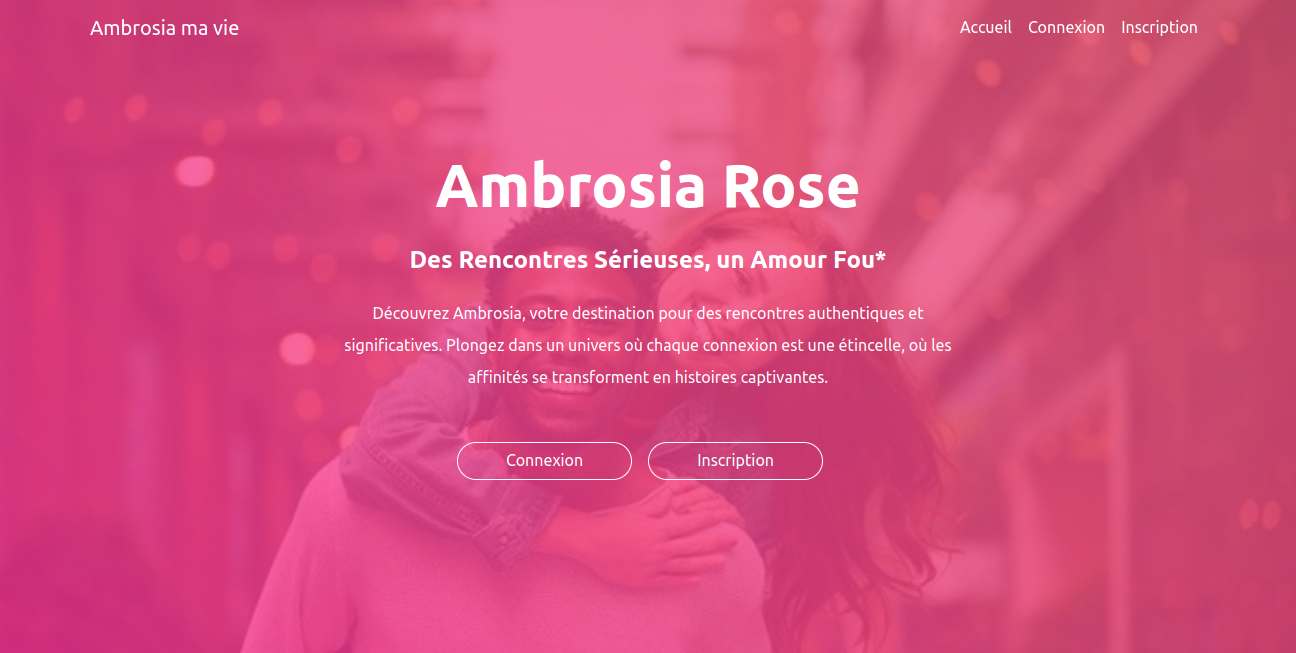 Ambrosia ma vie
Accueil Connexion Inscription
Ambrosia Rose
Des Rencontres Sérieuses, un Amour Fou*
Découvrez Ambrosia, votre destination pour des rencontres authentiques et
significatives. Plongez dans un univers où chaque connexion est une étincelle, où les
affinités se transforment en histoires captivantes.
Connexion
Inscription